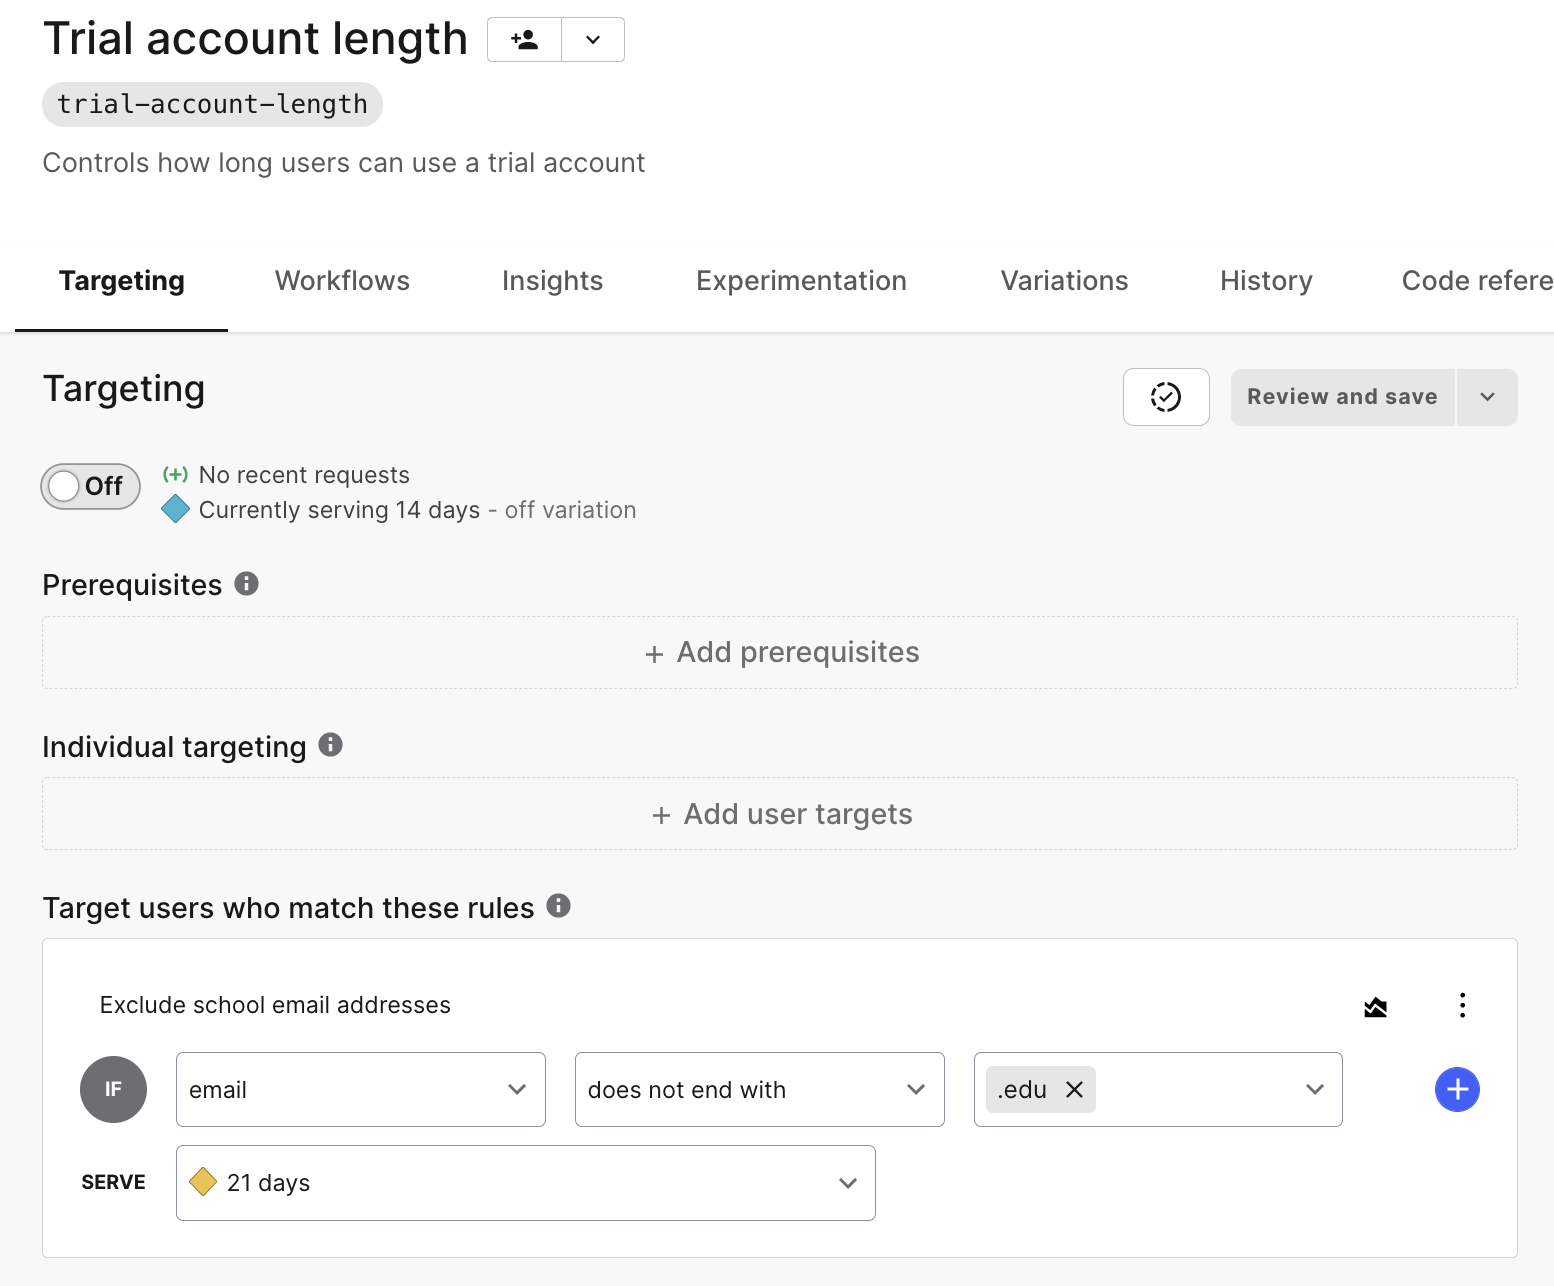 Trial account length
trial-account-length
Controls how long users can use a trial account
Targeting Workflows Insights Experimentation Variations History Code refere
Targeting
Review and save
Off
(+) No recent requests
Currently serving 14 days - off variation
Prerequisites
+ Add prerequisites
Individual targeting
+ Add user targets
Target users who match these rules
Exclude school email addresses
IF email does not end with .edu
SERVE 21 days